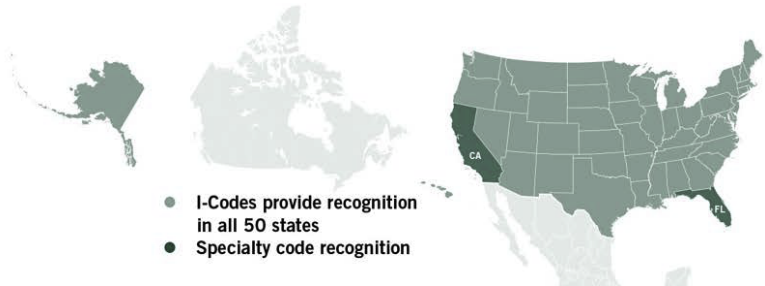 CA
FL
I-Codes provide recognition
in all 50 states
Specialty code recognition